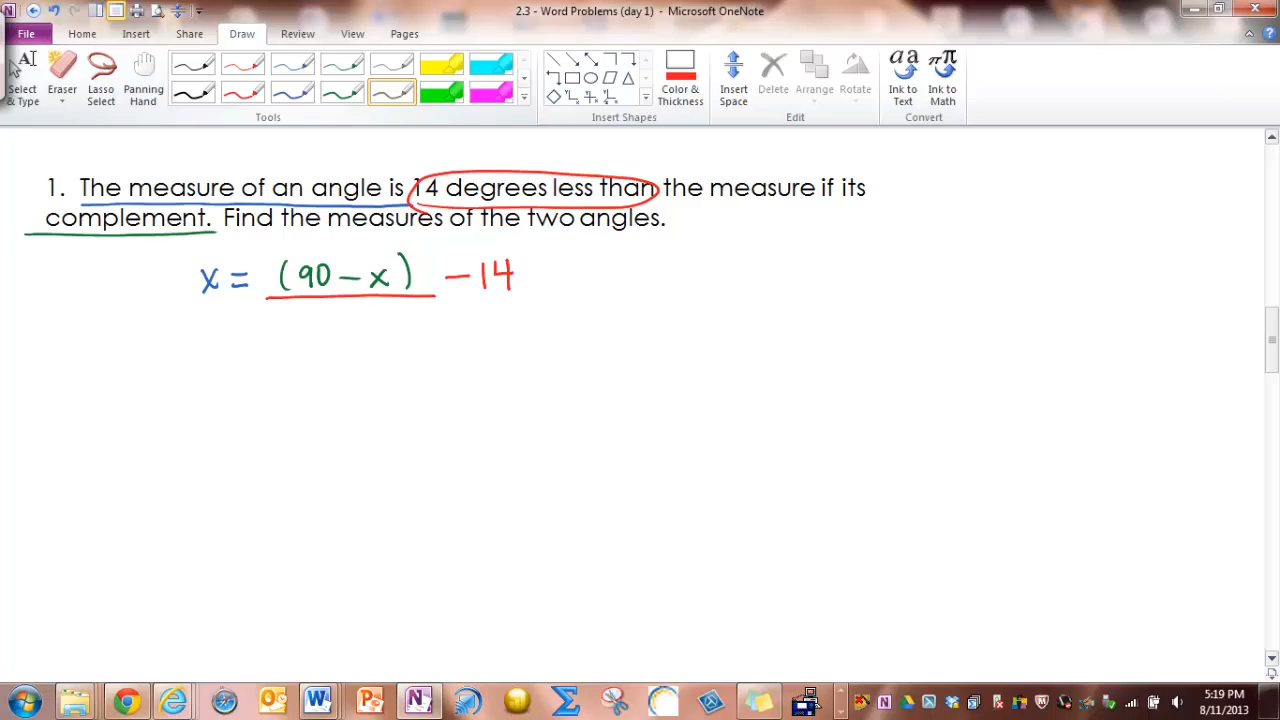 2.3 - Word Problems (day 1) - Microsoft OneNote
File Home Insert Share Draw Review View Pages
Select & Type Eraser Lasso Select Panning Hand Color & Thickness Insert Space Delete Arrange Rotate Ink to Text Ink to Math
Tools Insert Shapes Edit Convert
1. The measure of an angle is 14 degrees less than the measure if its
complement. Find the measures of the two angles.
x = (90 - x) - 14
5:19 PM
8/11/2013